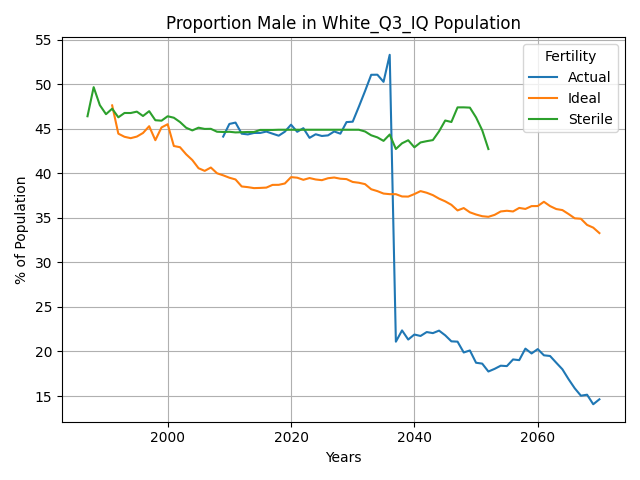 Proportion Male in White_Q3_IQ Population
% of Population
55
50
45
40
35
30
25
20
15
Fertility
Actual
Ideal
Sterile
2000
2020
2040
2060
Years